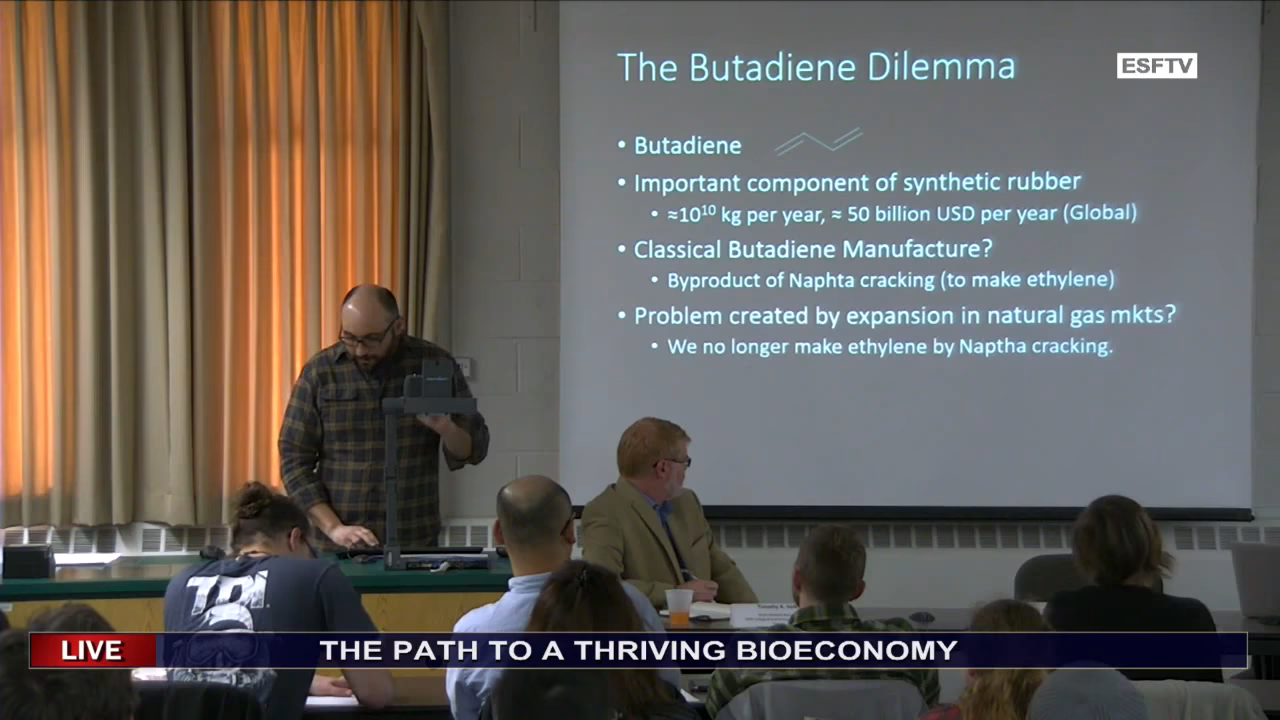 The Butadiene Dilemma
ESFTV
• Butadiene
• Important component of synthetic rubber
• ≈10¹⁰ kg per year, ≈ 50 billion USD per year (Global)
• Classical Butadiene Manufacture?
• Byproduct of Naphta cracking (to make ethylene)
• Problem created by expansion in natural gas mkts?
• We no longer make ethylene by Naptha cracking.
TDI
Timothy A.
LIVE
THE PATH TO A THRIVING BIOECONOMY